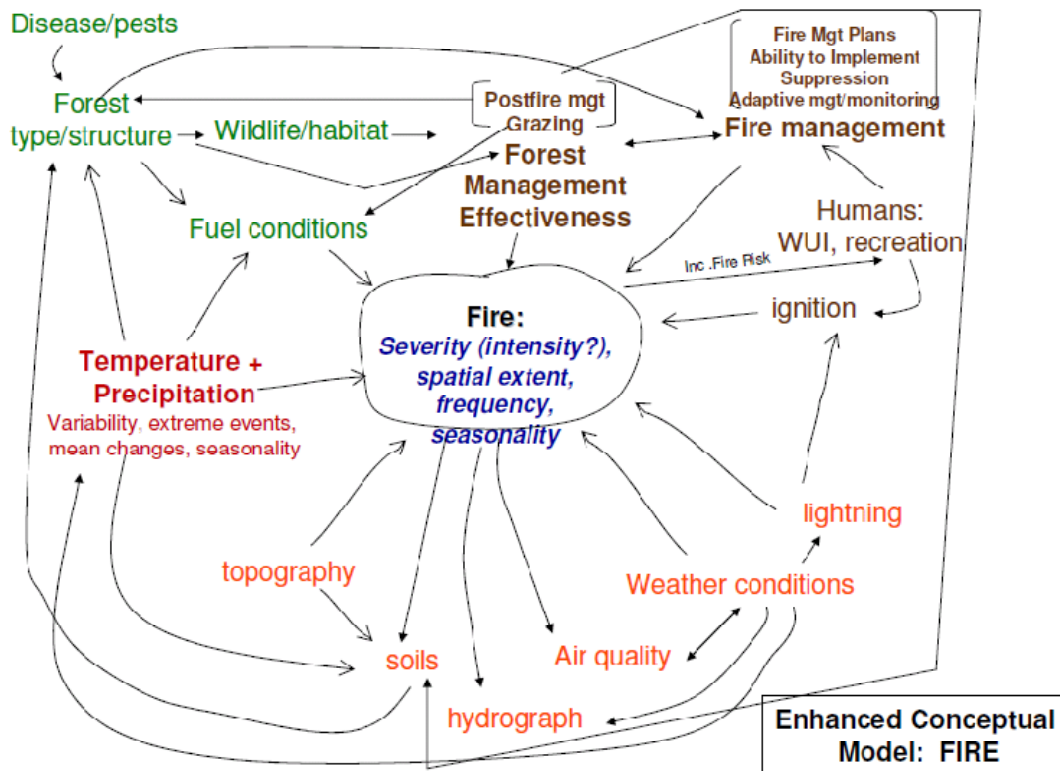 Disease/pests
Fire Mgt Plans
Ability to Implement
Suppression
Adaptive mgt/monitoring
Fire management
Forest
type/structure
Wildlife/habitat
Postfire mgt
Grazing
Forest
Management
Effectiveness
Fuel conditions
Humans:
WUI, recreation
Inc .Fire Risk
ignition
Fire:
Severity (intensity?),
spatial extent,
frequency,
seasonality
Temperature +
Precipitation
Variability, extreme events,
mean changes, seasonality
lightning
topography
Weather conditions
soils
Air quality
hydrograph
Enhanced Conceptual
Model: FIRE